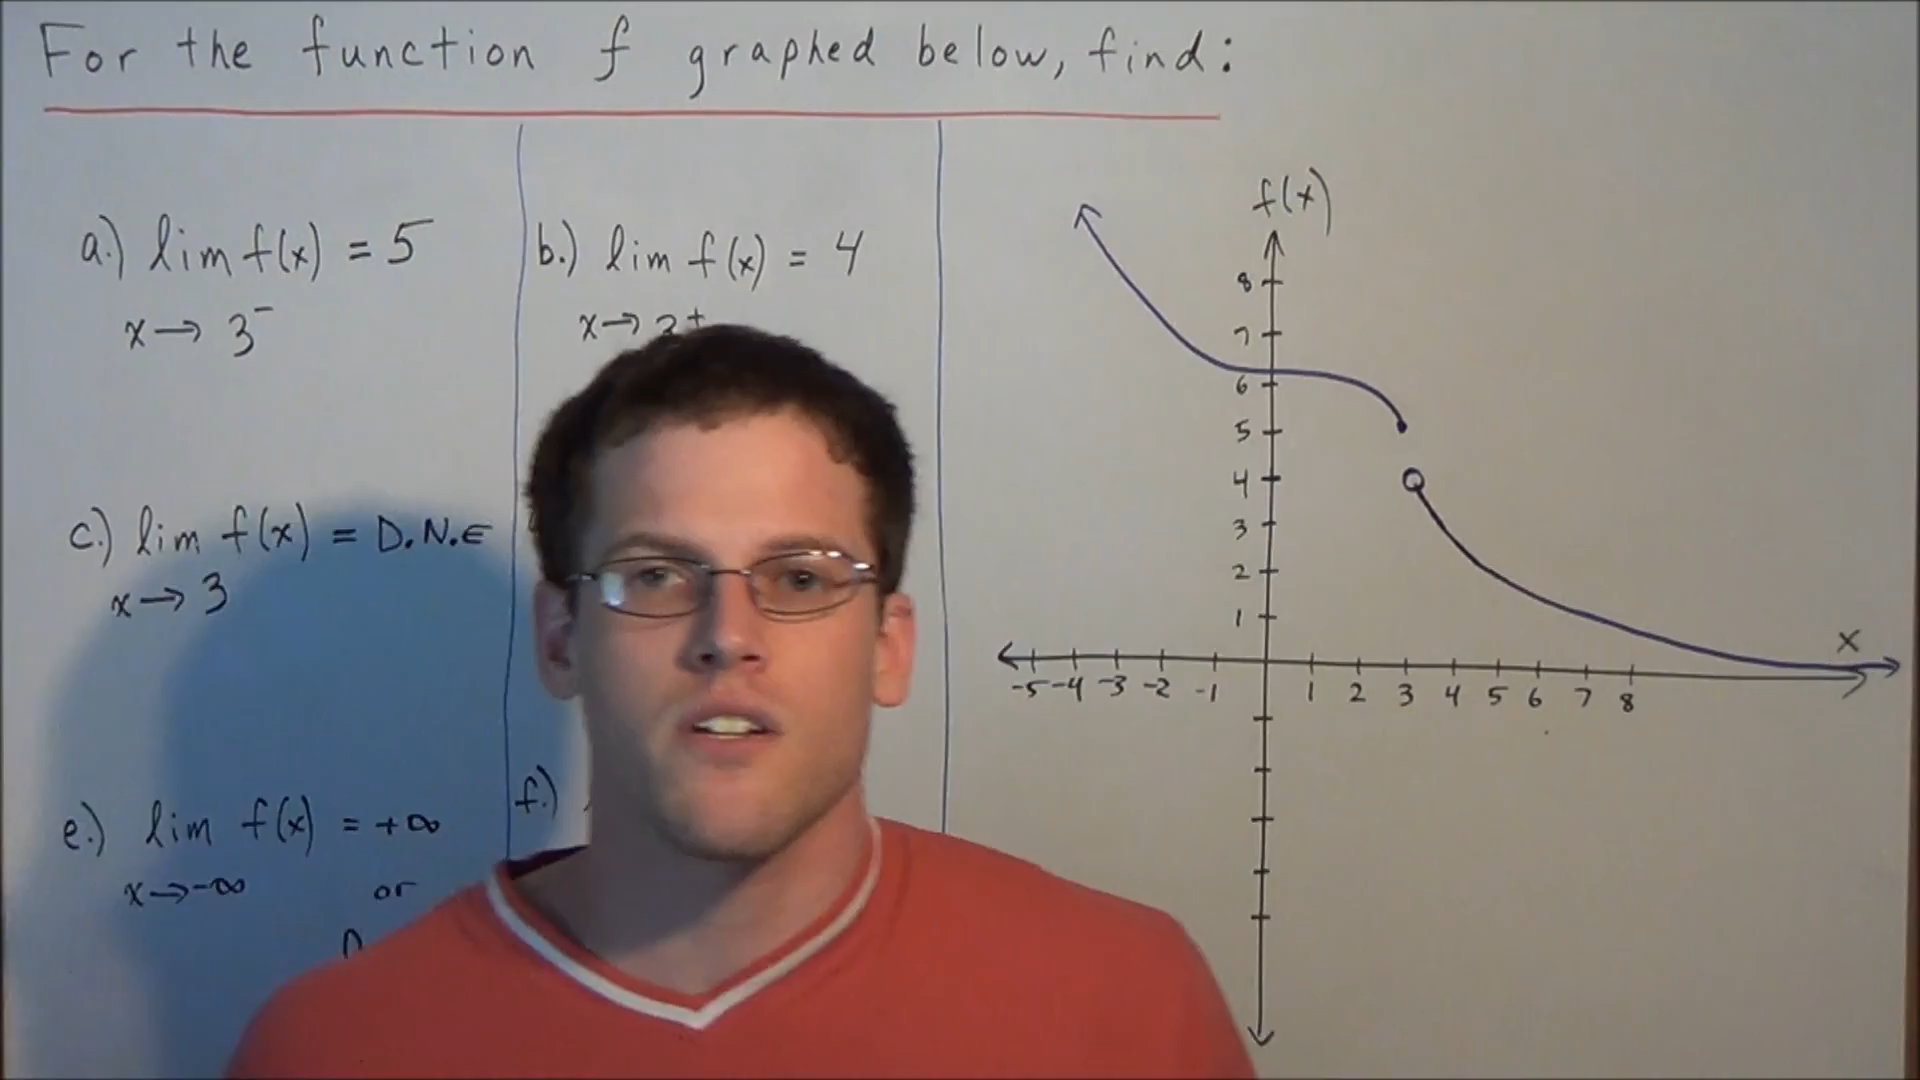 For the function f graphed below, find:
a.) lim f(x) = 5
x → 3⁻
b.) lim f(x) = 4
c.) lim f(x) = D.N.E
x → 3
e.) lim f(x) = +∞
x → -∞ or
f.)
f(x)
8
7
6
5
4
3
2
1
x
-5 -4 -3 -2 -1 1 2 3 4 5 6 7 8